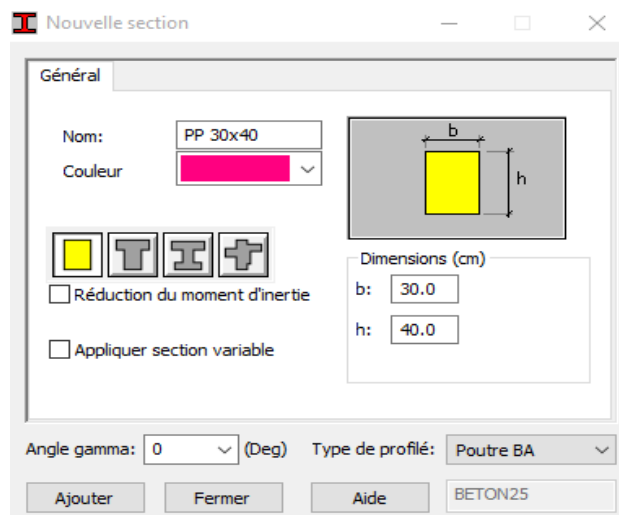 Nouvelle section
Général
Nom: PP 30x40
Couleur
b
h
Dimensions (cm)
b: 30.0
h: 40.0
Réduction du moment d'inertie
Appliquer section variable
Angle gamma: 0 (Deg) Type de profilé: Poutre BA
Ajouter Fermer Aide BETON25